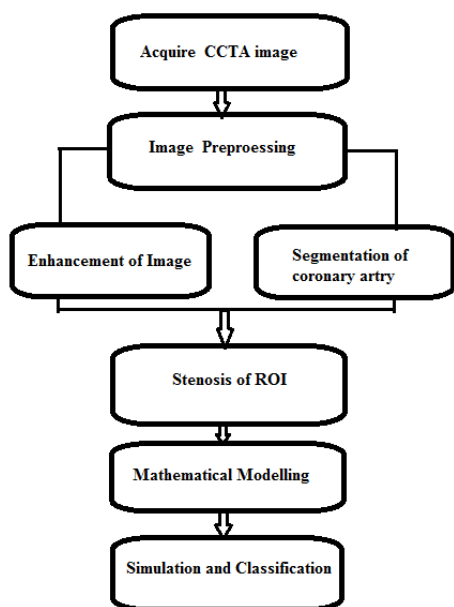 Acquire CCTA image
Image Preproessing
Enhancement of Image
Segmentation of
coronary artry
Stenosis of ROI
Mathematical Modelling
Simulation and Classification